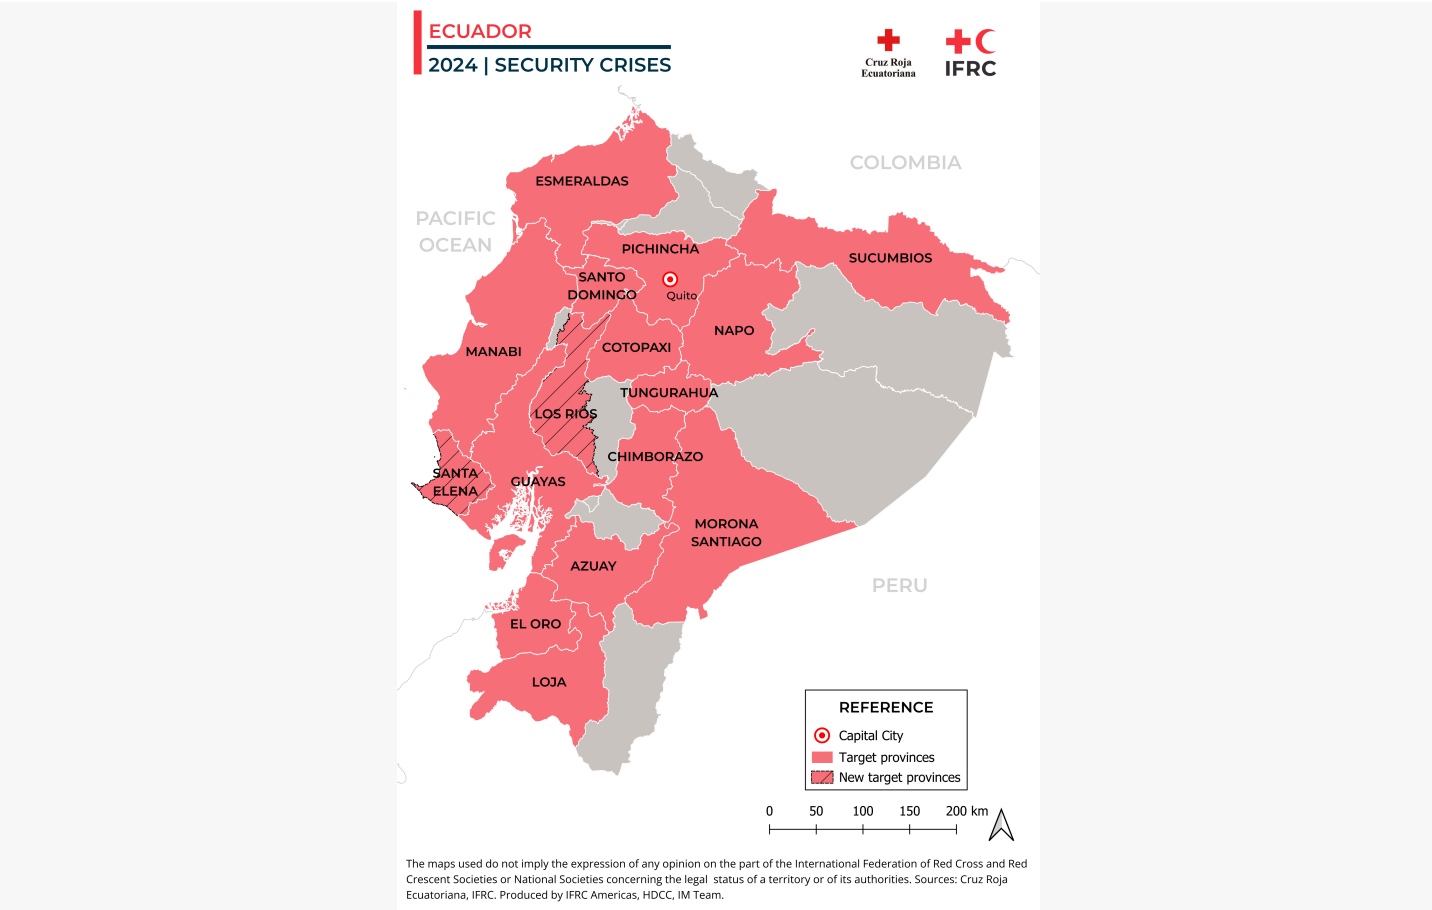 ECUADOR
2024 | SECURITY CRISES
Cruz Roja
Ecuatoriana
IFRC
COLOMBIA
ESMERALDAS
PACIFIC
OCEAN
PICHINCHA
SUCUMBIOS
SANTO
DOMINGO
Quito
NAPO
COTOPAXI
MANABI
TUNGURAHUA
LOS RIOS
CHIMBORAZO
SANTA
ELENA
GUAYAS
MORONA
SANTIAGO
AZUAY
PERU
EL ORO
LOJA
REFERENCE
Capital City
Target provinces
New target provinces
0 50 100 150 200 km
The maps used do not imply the expression of any opinion on the part of the International Federation of Red Cross and Red
Crescent Societies or National Societies concerning the legal status of a territory or of its authorities. Sources: Cruz Roja
Ecuatoriana, IFRC. Produced by IFRC Americas, HDCC, IM Team.